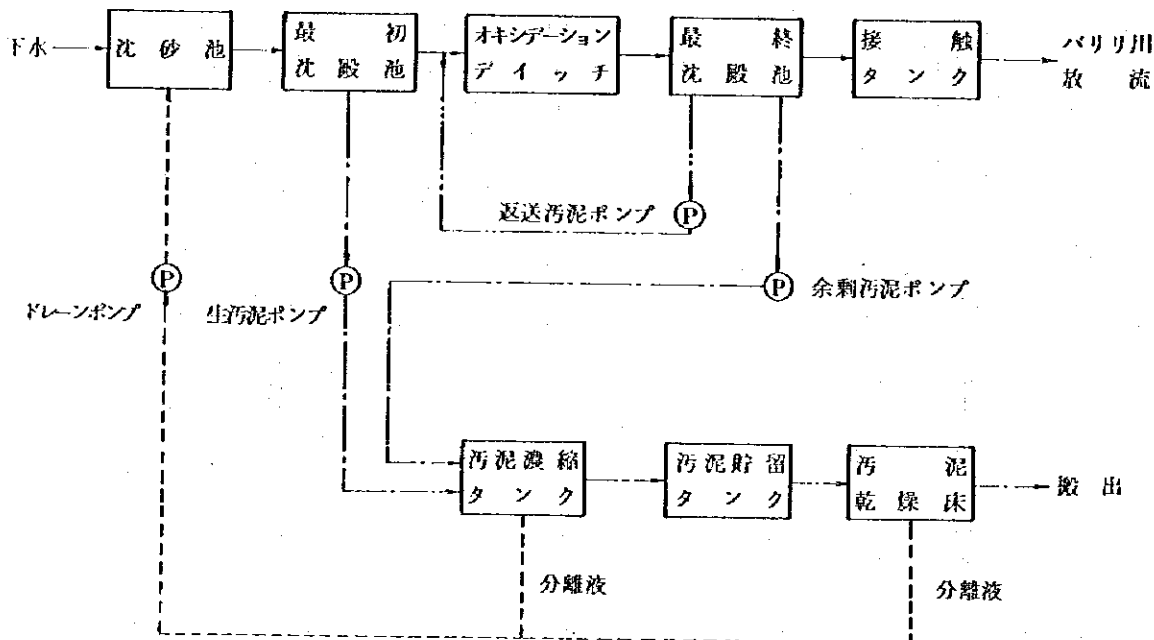 下水
沈砂池
最初
沈殿池
オキシデーション
デイッチ
最終
沈殿池
接触
タンク
バリリ川
放流
返送汚泥ポンプ
P
P
P
P
ドレーンポンプ
生汚泥ポンプ
余剰汚泥ポンプ
汚泥濃縮
タンク
汚泥貯留
タンク
汚泥
乾燥床
搬出
分離液
分離液